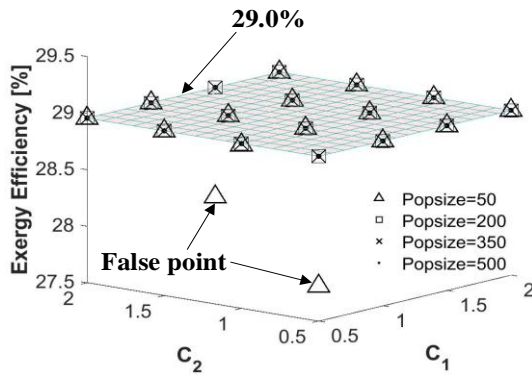 29.0%
29.5
29
28.5
28
27.5
Exergy Efficiency [%]
Popsize=50
Popsize=200
Popsize=350
Popsize=500
False point
2
1.5
1
0.5
C2
0.5
1
1.5
2
C1